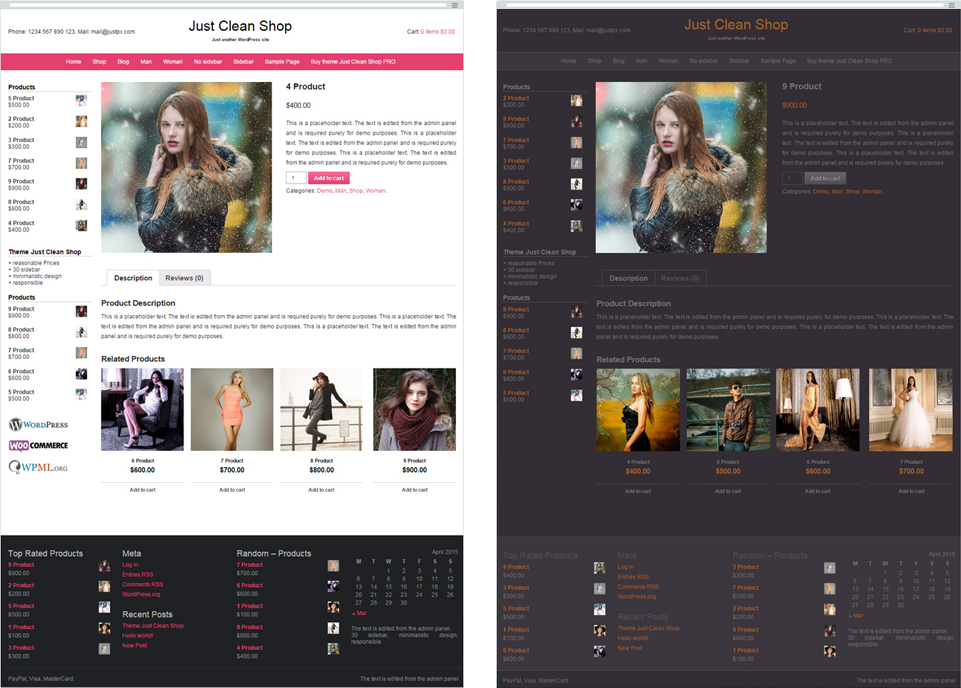 Phone: 1234 567 890 123, Mail: mail@justpx.com
Just Clean Shop
Just another WordPress site
Cart: 0 items $0.00
Home Shop Blog Man Woman No sidebar Sidebar Sample Page Buy theme Just Clean Shop PRO
Products
5 Product
$500.00
2 Product
$200.00
3 Product
$300.00
7 Product
$700.00
9 Product
$900.00
8 Product
$800.00
4 Product
$400.00
Theme Just Clean Shop
+ reasonable Prices
+ 30 sidebar
+ minimalistic design
+ responsible
Products
9 Product
$900.00
8 Product
$800.00
7 Product
$700.00
6 Product
$600.00
5 Product
$500.00
WORDPRESS
WOO COMMERCE
WPML.ORG
4 Product
$400.00
This is a placeholder text. The text is edited from the admin panel
and is required purely for demo purposes. This is a placeholder
text. The text is edited from the admin panel and is required purely
for demo purposes. This is a placeholder text. The text is edited
from the admin panel and is required purely for demo purposes.
1 Add to cart
Categories: Demo, Man, Shop, Woman.
Description Reviews (0)
Product Description
This is a placeholder text. The text is edited from the admin panel and is required purely for demo purposes. This is a placeholder text. The
text is edited from the admin panel and is required purely for demo purposes. This is a placeholder text. The text is edited from the admin
panel and is required purely for demo purposes.
Related Products
6 Product
$600.00
Add to cart
7 Product
$700.00
Add to cart
8 Product
$800.00
Add to cart
9 Product
$900.00
Add to cart
Top Rated Products
9 Product
$900.00
2 Product
$200.00
5 Product
$500.00
1 Product
$100.00
3 Product
$300.00
Meta
Log in
Entries RSS
Comments RSS
WordPress.org
Recent Posts
Theme Just Clean Shop
Hello world!
New Post
Random – Products
7 Product
$700.00
6 Product
$600.00
1 Product
$100.00
8 Product
$800.00
4 Product
$400.00
April 2015
M T W T F S S
1 2 3 4 5
6 7 8 9 10 11 12
13 14 15 16 17 18 19
20 21 22 23 24 25 26
27 28 29 30
« Mar
The text is edited from the admin panel.
30 sidebar, minimalistic design,
responsible
PayPal, Visa, MasterCard
The text is edited from the admin panel
Phone: 1234 567 890 123, Mail: mail@justpx.com
Just Clean Shop
Just another WordPress site
Cart: 0 items $0.00
Home Shop Blog Man Woman No sidebar Sidebar Sample Page Buy theme Just Clean Shop PRO
Products
2 Product
$200.00
9 Product
$900.00
7 Product
$700.00
3 Product
$300.00
8 Product
$800.00
6 Product
$600.00
4 Product
$400.00
Theme Just Clean Shop
+ reasonable Prices
+ 30 sidebar
+ minimalistic design
+ responsible
Products
9 Product
$900.00
8 Product
$800.00
7 Product
$700.00
6 Product
$600.00
5 Product
$500.00
9 Product
$900.00
This is a placeholder text. The text is edited from the admin panel
and is required purely for demo purposes. This is a placeholder
text. The text is edited from the admin panel and is required purely
for demo purposes. This is a placeholder text. The text is edited
from the admin panel and is required purely for demo purposes.
1 Add to cart
Categories: Demo, Man, Shop, Woman.
Description Reviews (0)
Product Description
This is a placeholder text. The text is edited from the admin panel and is required purely for demo purposes. This is a placeholder text. The
text is edited from the admin panel and is required purely for demo purposes. This is a placeholder text. The text is edited from the admin
panel and is required purely for demo purposes.
Related Products
4 Product
$400.00
Add to cart
5 Product
$500.00
Add to cart
6 Product
$600.00
Add to cart
7 Product
$700.00
Add to cart
Top Rated Products
4 Product
$400.00
3 Product
$300.00
5 Product
$500.00
1 Product
$100.00
6 Product
$600.00
Meta
Log in
Entries RSS
Comments RSS
WordPress.org
Recent Posts
Theme Just Clean Shop
Hello world!
New Post
Random – Products
3 Product
$300.00
7 Product
$700.00
2 Product
$200.00
9 Product
$900.00
1 Product
$100.00
April 2015
M T W T F S S
1 2 3 4 5
6 7 8 9 10 11 12
13 14 15 16 17 18 19
20 21 22 23 24 25 26
27 28 29 30
« Mar
The text is edited from the admin panel.
30 sidebar, minimalistic design,
responsible
PayPal, Visa, MasterCard
The text is edited from the admin panel